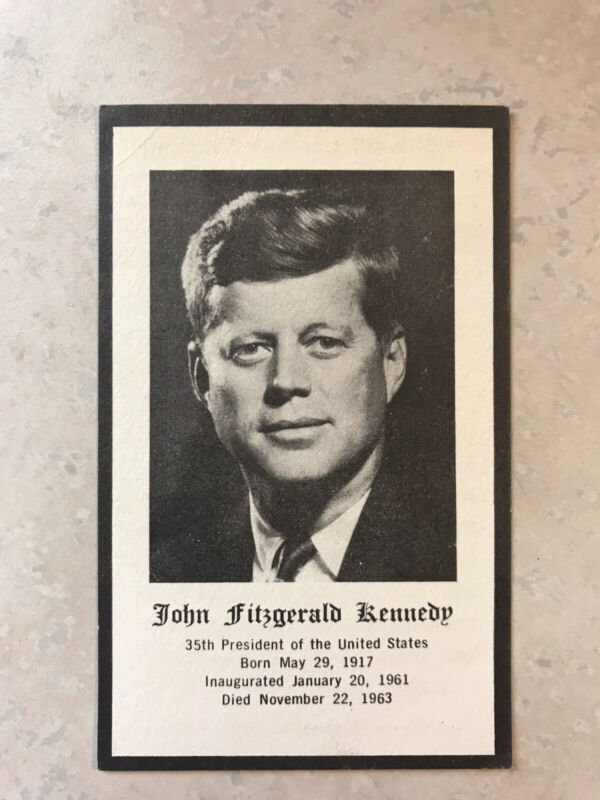 John Fitzgerald Kennedy
35th President of the United States
Born May 29, 1917
Inaugurated January 20, 1961
Died November 22, 1963